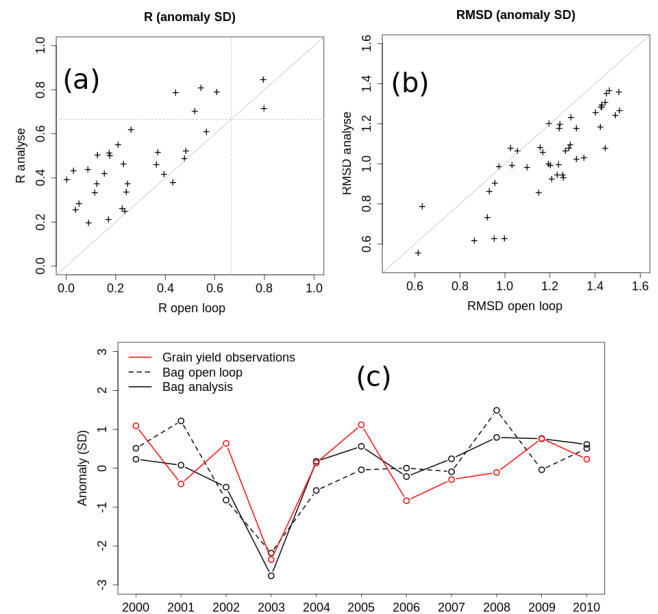 R (anomaly SD)
(a)
R analyse
0.0 0.2 0.4 0.6 0.8 1.0
0.0 0.2 0.4 0.6 0.8 1.0
R open loop
RMSD (anomaly SD)
(b)
RMSD analyse
0.6 0.8 1.0 1.2 1.4 1.6
0.6 0.8 1.0 1.2 1.4 1.6
RMSD open loop
(c)
Grain yield observations
Bag open loop
Bag analysis
Anomaly (SD)
-3 -2 -1 0 1 2 3
2000 2001 2002 2003 2004 2005 2006 2007 2008 2009 2010